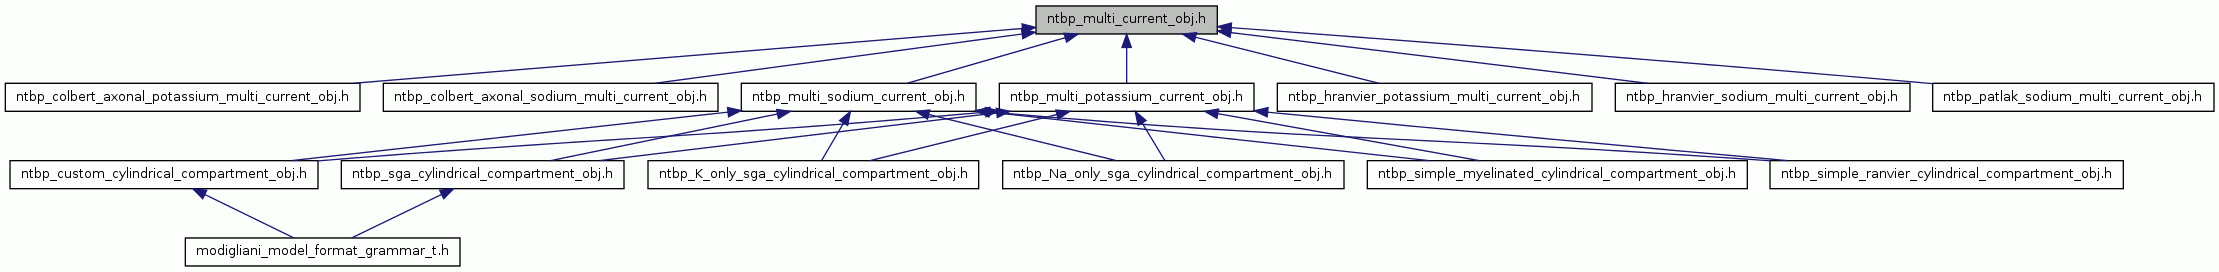 ntbp_multi_current_obj.h
ntbp_colbert_axonal_potassium_multi_current_obj.h
ntbp_colbert_axonal_sodium_multi_current_obj.h
ntbp_multi_sodium_current_obj.h
ntbp_multi_potassium_current_obj.h
ntbp_hranvier_potassium_multi_current_obj.h
ntbp_hranvier_sodium_multi_current_obj.h
ntbp_patlak_sodium_multi_current_obj.h
ntbp_custom_cylindrical_compartment_obj.h
ntbp_sga_cylindrical_compartment_obj.h
ntbp_K_only_sga_cylindrical_compartment_obj.h
ntbp_Na_only_sga_cylindrical_compartment_obj.h
ntbp_simple_myelinated_cylindrical_compartment_obj.h
ntbp_simple_ranvier_cylindrical_compartment_obj.h
modigliani_model_format_grammar_t.h